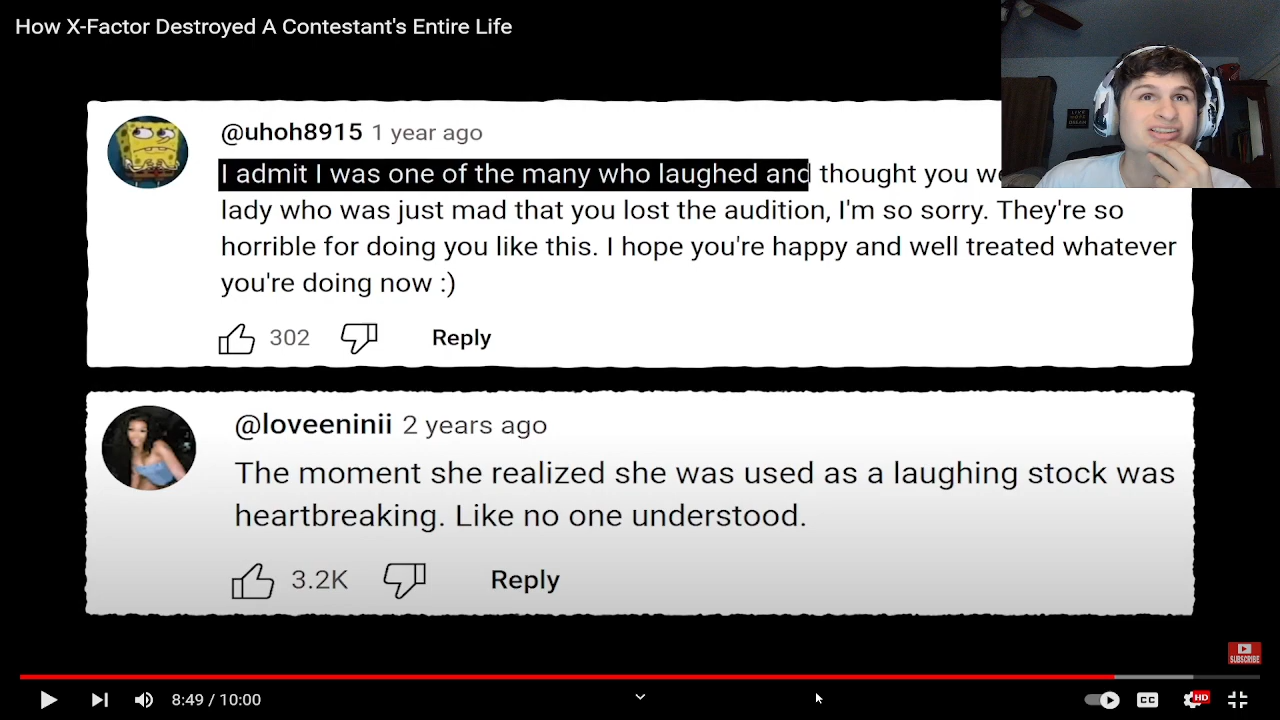 How X-Factor Destroyed A Contestant's Entire Life
@uhoh8915 1 year ago
I admit I was one of the many who laughed and thought you
lady who was just mad that you lost the audition, I'm so sorry. They're so
horrible for doing you like this. I hope you're happy and well treated whatever
you're doing now :)
302 Reply
@loveeninii 2 years ago
The moment she realized she was used as a laughing stock was
heartbreaking. Like no one understood.
3.2K Reply
SUBSCRIBE
8:49 / 10:00
CC
HD